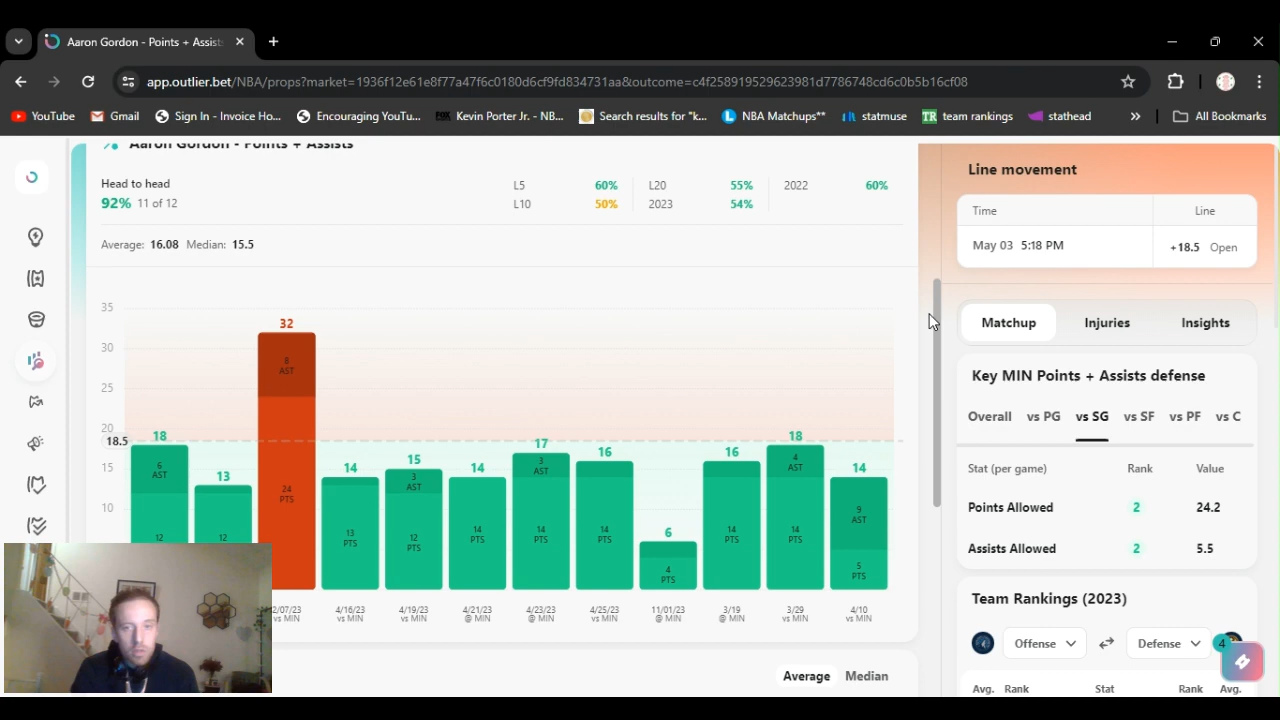 Aaron Gordon - Points + Assist
app.outlier.bet/NBA/props?market=1936f12e61e8f77a47f6c0180d6cf9fd834731aa&outcome=c4f258919529623981d7786748cd6c0b5b16cf08
YouTube Gmail Sign In - Invoice Ho... Encouraging YouTu... Kevin Porter Jr. - NB... Search results for "k... NBA Matchups** statmuse team rankings stathead » All Bookmarks
Aaron Gordon - Points + Assists
Head to head
92% 11 of 12
L5 60% L20 55% 2022 60%
L10 50% 2023 54%
Average: 16.08 Median: 15.5
35
30
25
20
18.5
15
10
18
6
AST
12
13
12
32
8
AST
24
PTS
14
13
PTS
15
3
AST
12
PTS
14
14
PTS
17
3
AST
14
PTS
16
14
PTS
6
4
PTS
16
14
PTS
18
4
AST
14
PTS
14
9
AST
5
PTS
2/07/23 4/16/23 4/19/23 4/21/23 4/23/23 4/25/23 11/01/23 3/19 3/29 4/10
vs MIN vs MIN vs MIN @ MIN @ MIN vs MIN @ MIN @ MIN vs MIN vs MIN
Average Median
Line movement
Time Line
May 03 5:18 PM +18.5 Open
Matchup Injuries Insights
Key MIN Points + Assists defense
Overall vs PG vs SG vs SF vs PF vs C
Stat (per game) Rank Value
Points Allowed 2 24.2
Assists Allowed 2 5.5
Team Rankings (2023)
Offense Defense 4
Avg. Rank Stat Rank Avg.